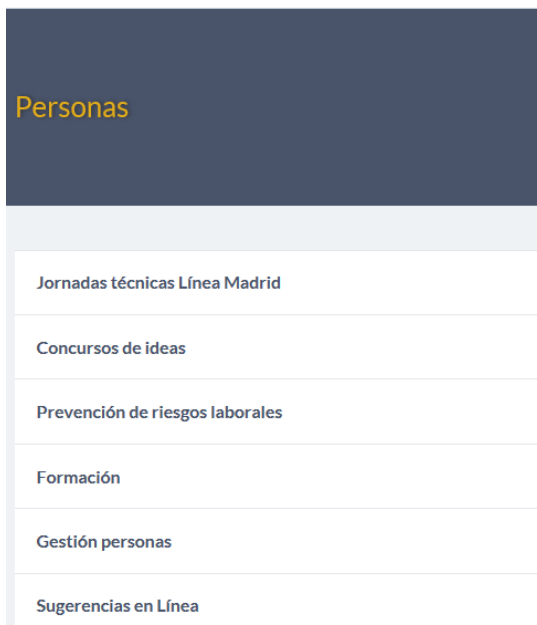 Personas
Jornadas técnicas Línea Madrid
Concursos de ideas
Prevención de riesgos laborales
Formación
Gestión personas
Sugerencias en Línea